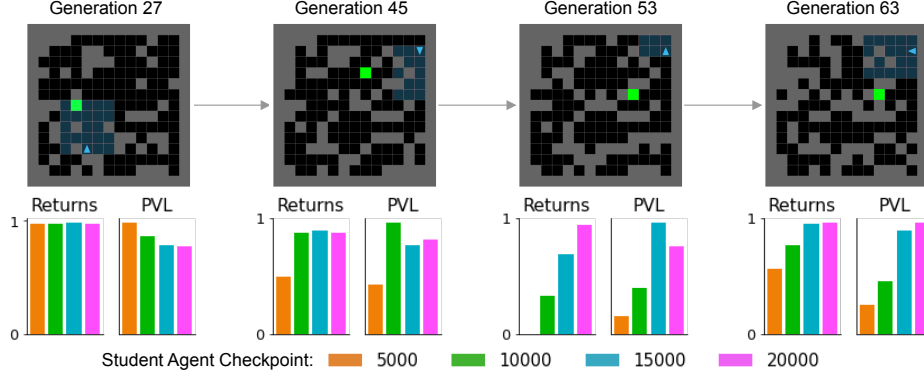 Generation 27 Generation 45 Generation 53 Generation 63
Returns PVL Returns PVL Returns PVL Returns PVL
1 1 1 1
0 0 0 0
Student Agent Checkpoint: 5000 10000 15000 20000